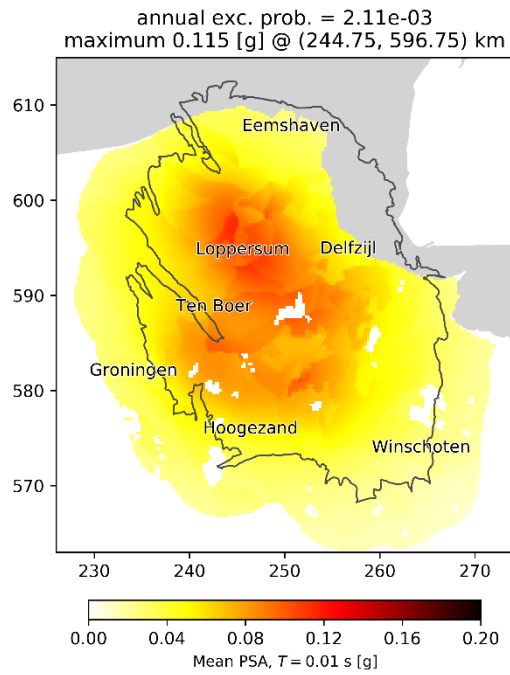 annual exc. prob. = 2.11e-03
maximum 0.115 [g] @ (244.75, 596.75) km
610
Eemshaven
600
Loppersum Delfzijl
590
Ten Boer
Groningen
580
Hoogezand
Winschoten
570
230 240 250 260 270
0.00 0.04 0.08 0.12 0.16 0.20
Mean PSA, T = 0.01 s [g]